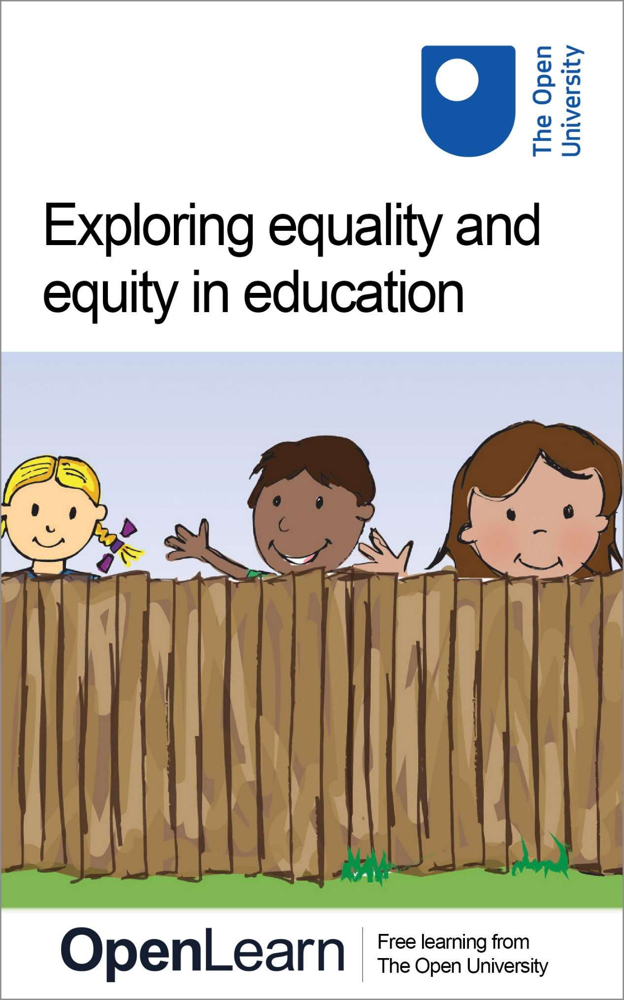 The Open
University
Exploring equality and
equity in education
OpenLearn
Free learning from
The Open University